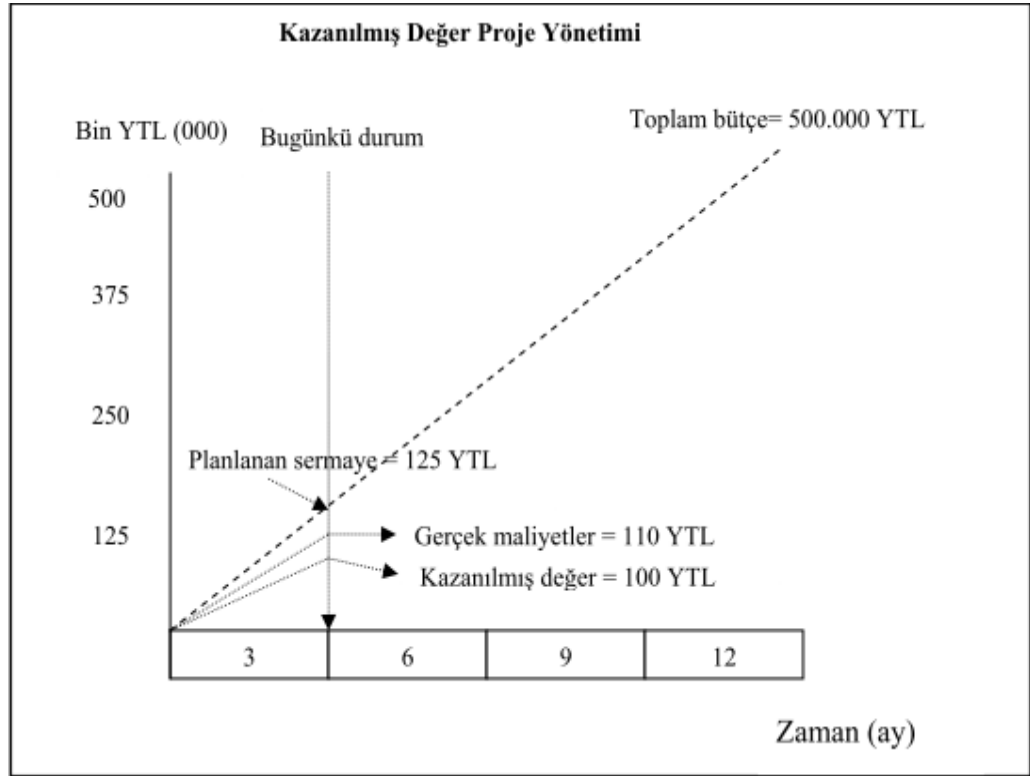 Kazanılmış Değer Proje Yönetimi
Toplam bütçe= 500.000 YTL
Bin YTL (000)
Bugünkü durum
500
375
250
Planlanan sermaye = 125 YTL
125
Gerçek maliyetler = 110 YTL
Kazanılmış değer = 100 YTL
3 6 9 12
Zaman (ay)